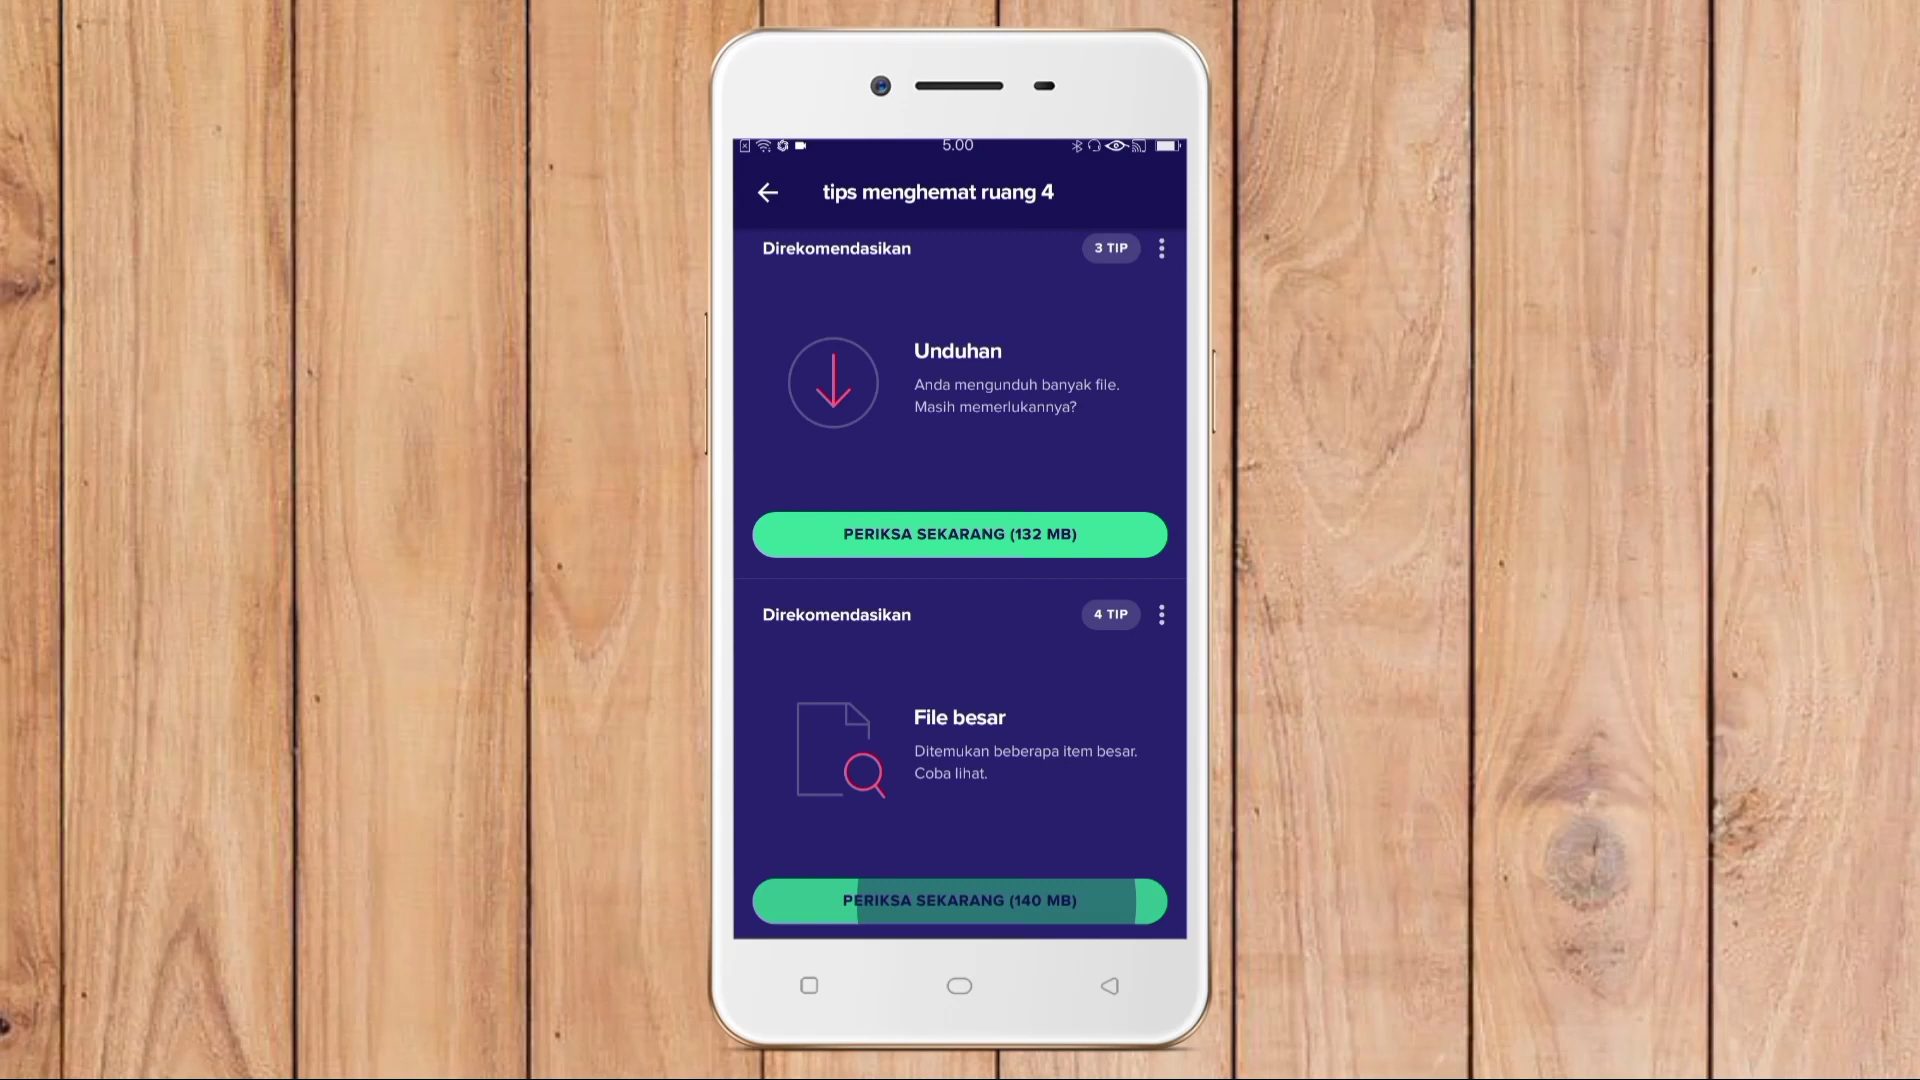 5.00
tips menghemat ruang 4
Direkomendasikan
3 TIP
Unduhan
Anda mengunduh banyak file.
Masih memerlukannya?
PERIKSA SEKARANG (132 MB)
Direkomendasikan
4 TIP
File besar
Ditemukan beberapa item besar.
Coba lihat.
PERIKSA SEKARANG (140 MB)